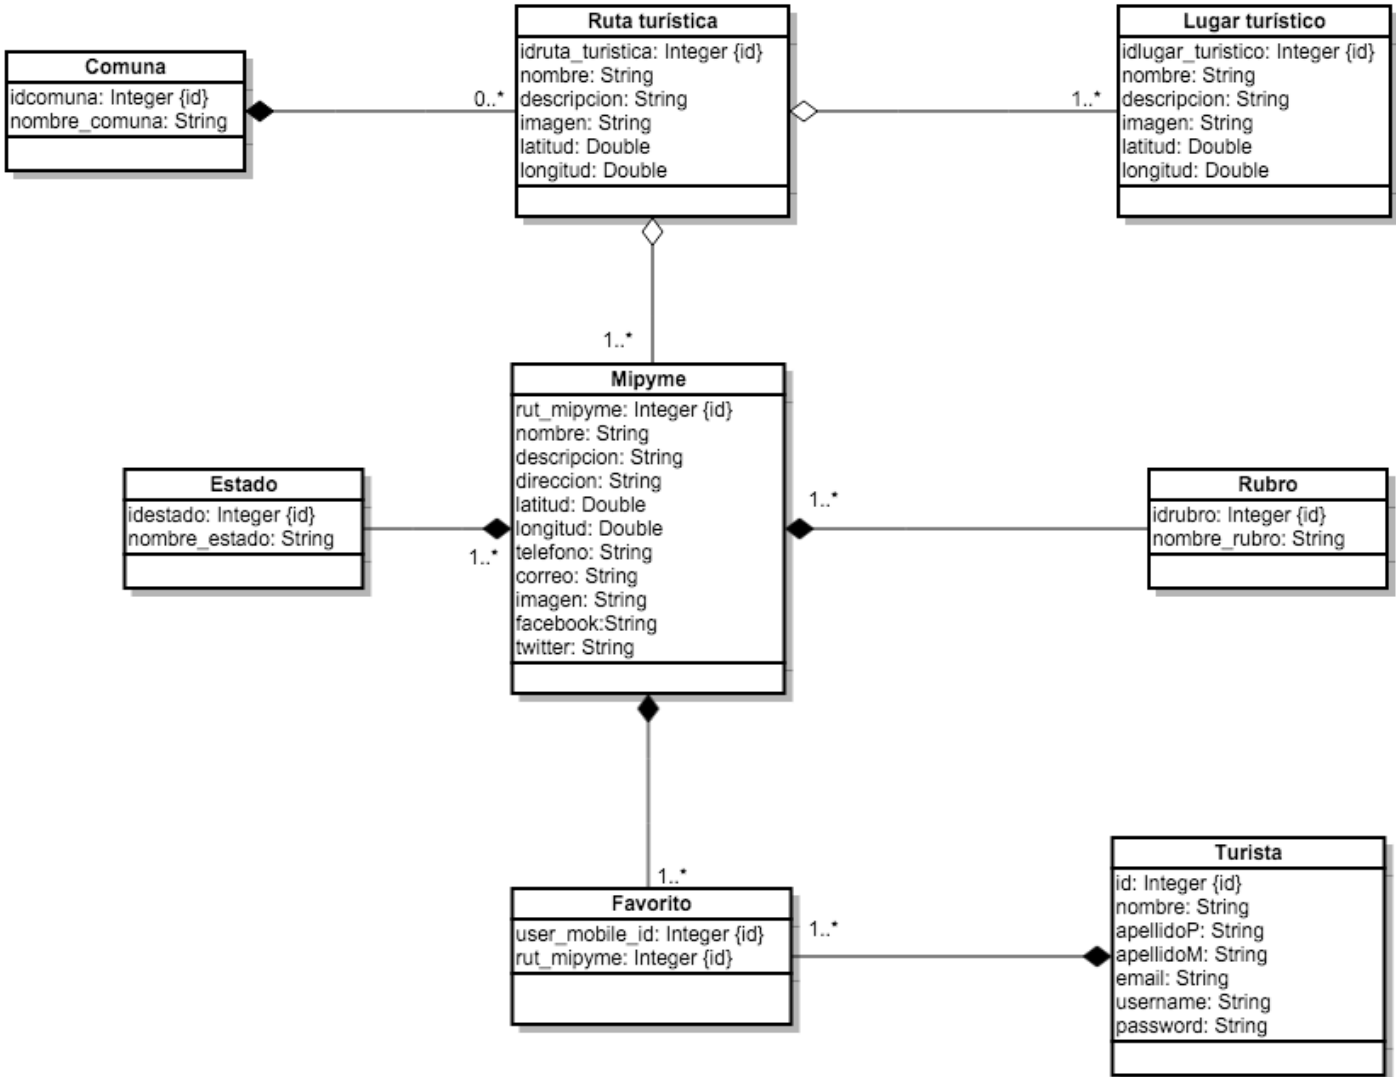 Ruta turística
idruta_turistica: Integer {id}
nombre: String
descripcion: String
imagen: String
latitud: Double
longitud: Double
Lugar turístico
idlugar_turistico: Integer {id}
nombre: String
descripcion: String
imagen: String
latitud: Double
longitud: Double
Comuna
idcomuna: Integer {id}
nombre_comuna: String
0..*
1..*
1..*
Mipyme
rut_mipyme: Integer {id}
nombre: String
descripcion: String
direccion: String
latitud: Double
longitud: Double
telefono: String
correo: String
imagen: String
facebook:String
twitter: String
Estado
idestado: Integer {id}
nombre_estado: String
1..*
1..*
Rubro
idrubro: Integer {id}
nombre_rubro: String
1..*
Favorito
user_mobile_id: Integer {id}
rut_mipyme: Integer {id}
1..*
Turista
id: Integer {id}
nombre: String
apellidoP: String
apellidoM: String
email: String
username: String
password: String